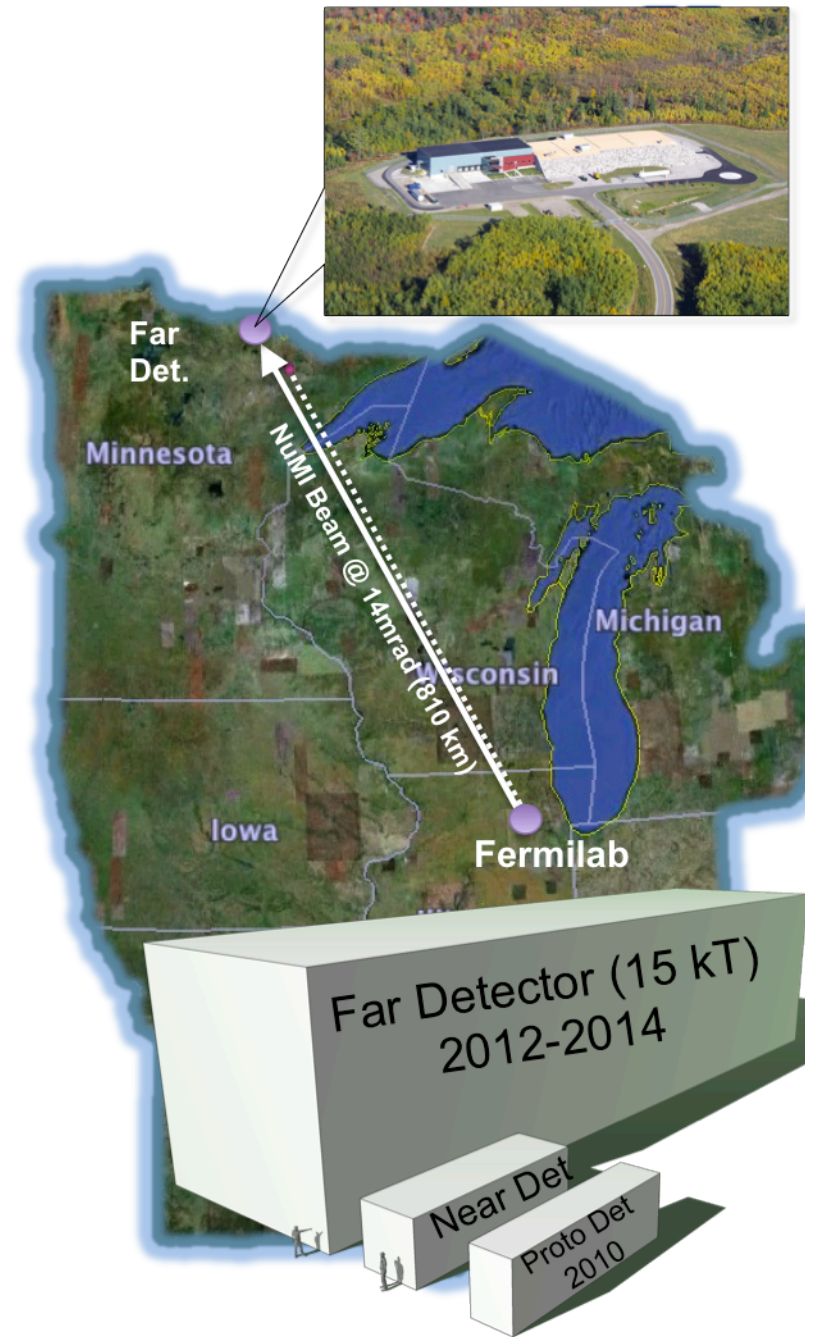 Far
Det.
Minnesota
NuMI Beam @ 14mrad (810 km)
Michigan
Wisconsin
Iowa
Fermilab
Far Detector (15 kT)
2012-2014
Near Det
Proto Det
2010